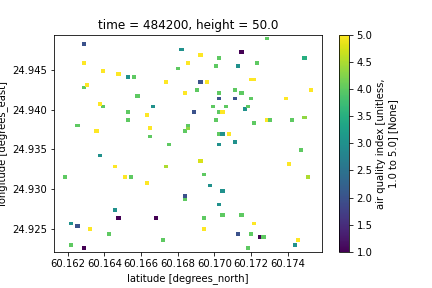 time = 484200, height = 50.0
24.945
24.940
24.935
24.930
24.925
longitude [degrees_east]
60.162 60.164 60.166 60.168 60.170 60.172 60.174
latitude [degrees_north]
5.0
4.5
4.0
3.5
3.0
2.5
2.0
1.5
1.0
air quality index [unitless,
1.0 to 5.0] [None]